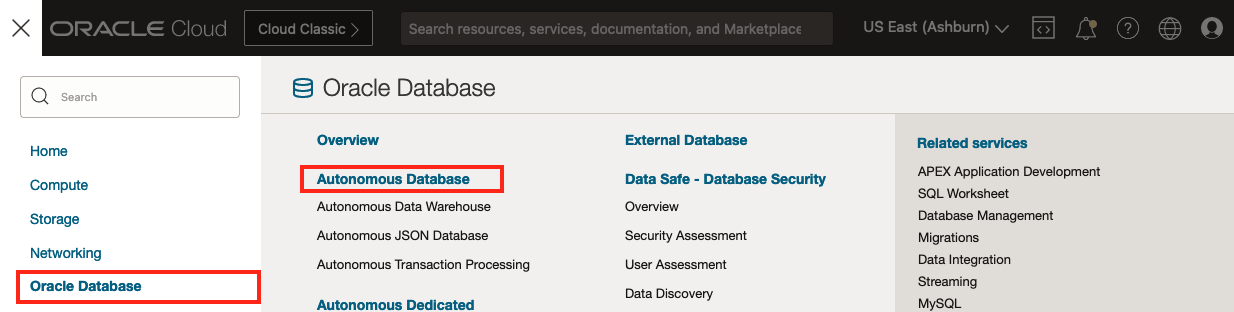 ORACLE Cloud
Cloud Classic >
Search resources, services, documentation, and Marketplace
US East (Ashburn)
Search
Home
Compute
Storage
Networking
Oracle Database
Oracle Database
Overview
Autonomous Database
Autonomous Data Warehouse
Autonomous JSON Database
Autonomous Transaction Processing
Autonomous Dedicated
External Database
Data Safe - Database Security
Overview
Security Assessment
User Assessment
Data Discovery
Related services
APEX Application Development
SQL Worksheet
Database Management
Migrations
Data Integration
Streaming
MySQL